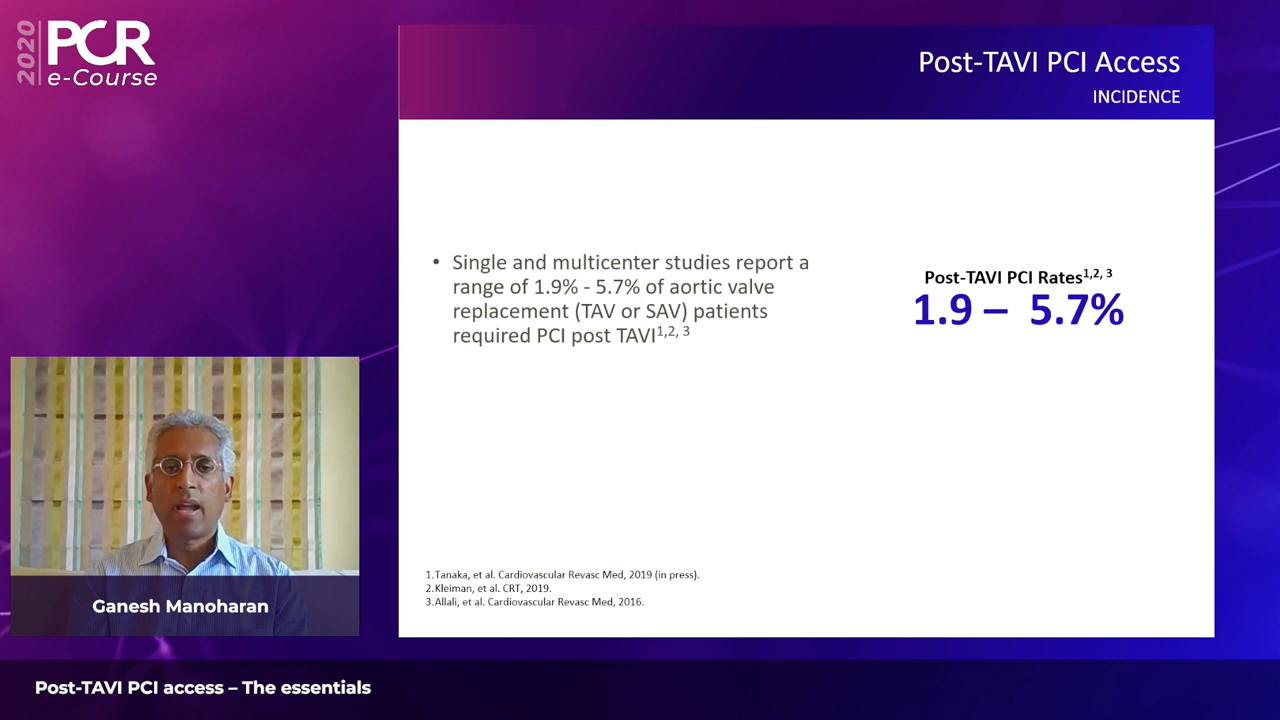 2020
PCR
e-Course
Post-TAVI PCI Access
INCIDENCE
• Single and multicenter studies report a
range of 1.9% - 5.7% of aortic valve
replacement (TAV or SAV) patients
required PCI post TAVI1,2, 3
Post-TAVI PCI Rates1,2, 3
1.9 – 5.7%
1.Tanaka, et al. Cardiovascular Revasc Med, 2019 (in press).
2.Kleiman, et al. CRT, 2019.
3.Allali, et al. Cardiovascular Revasc Med, 2016.
Ganesh Manoharan
Post-TAVI PCI access – The essentials